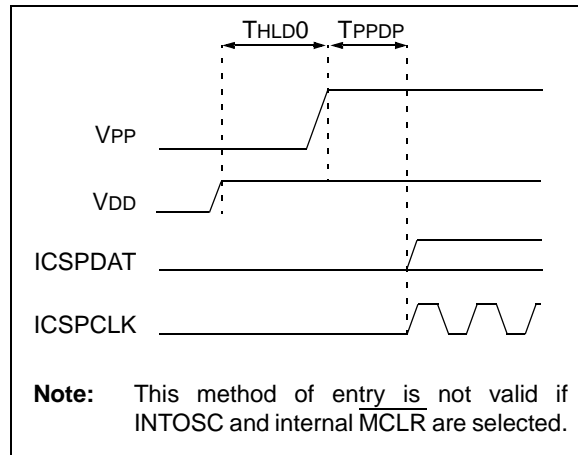 THLD0 TPPDP
VPP
VDD
ICSPDAT
ICSPCLK
Note: This method of entry is not valid if
INTOSC and internal MCLR are selected.